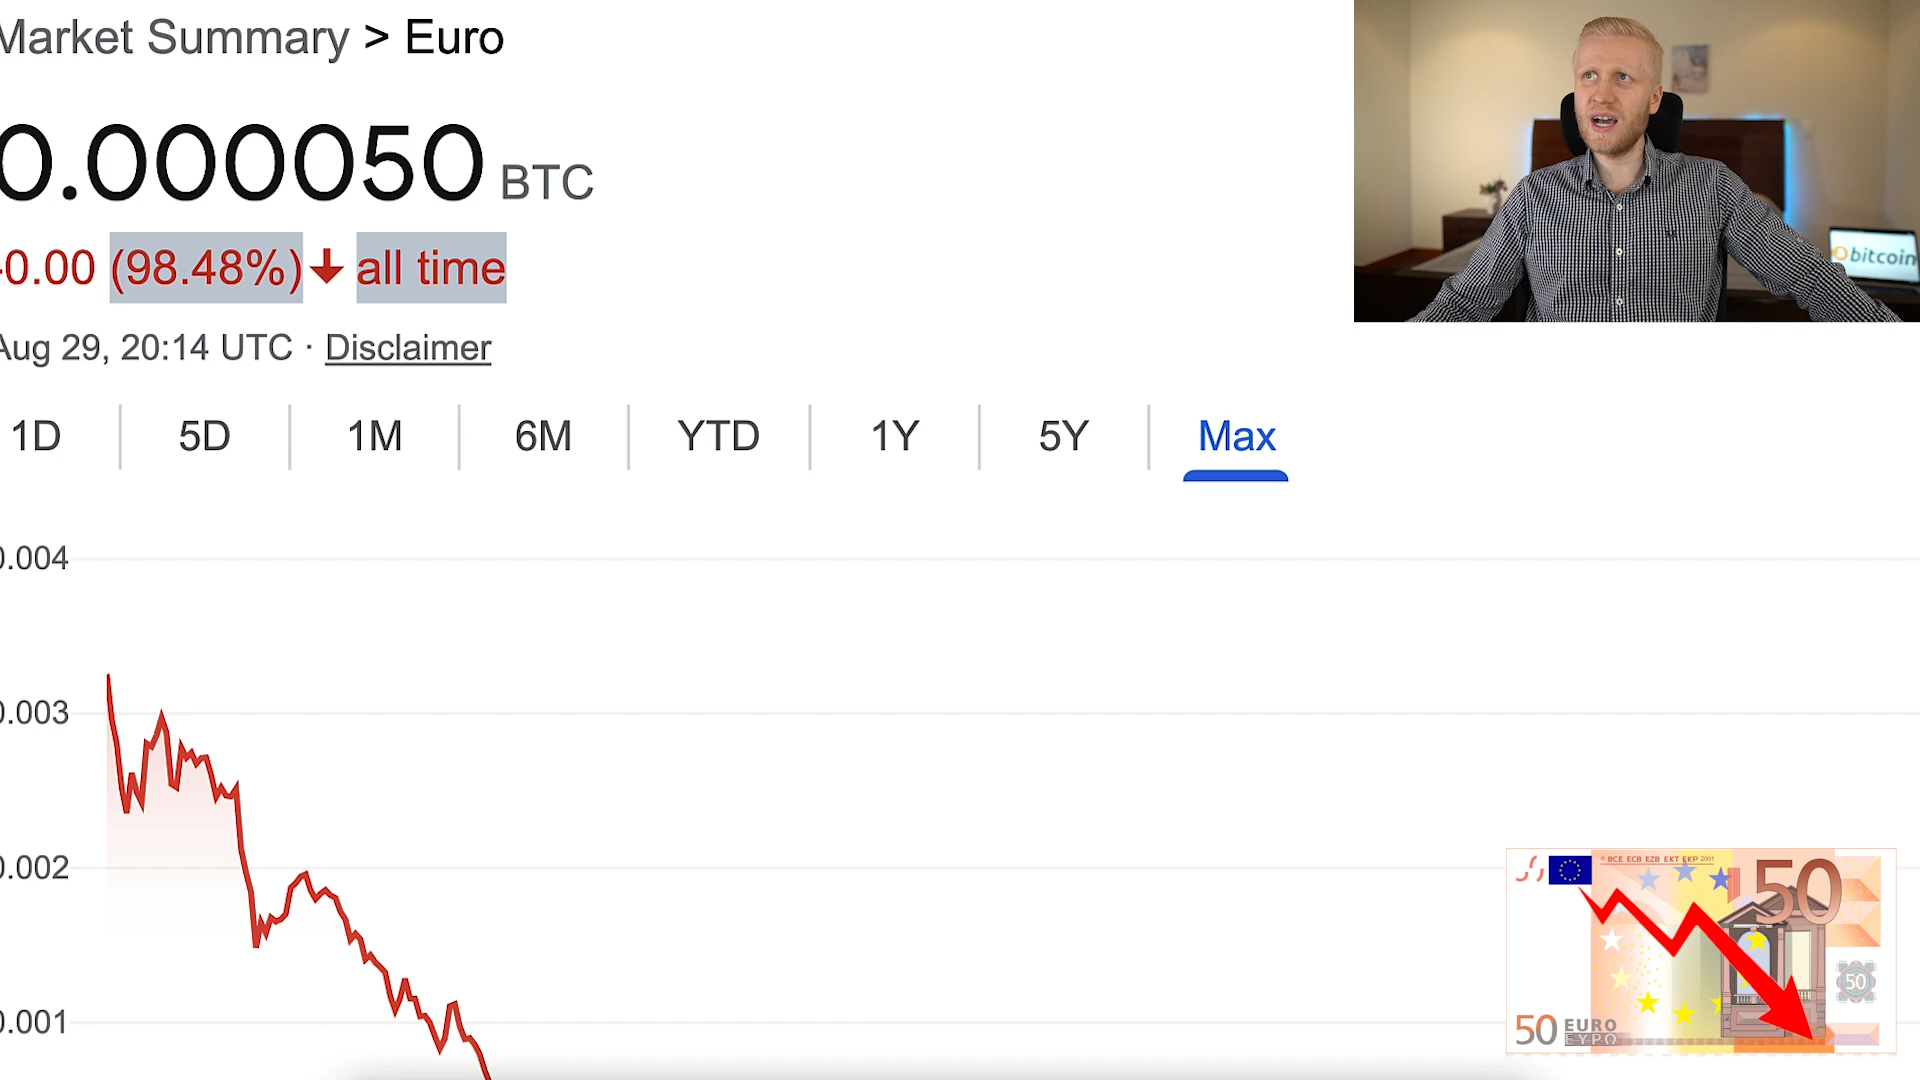 Market Summary > Euro
0.000050 BTC
-0.00 (98.48%) all time
Aug 29, 20:14 UTC · Disclaimer
1D 5D 1M 6M YTD 1Y 5Y Max
0.004
0.003
0.002
0.001
bitcoin
BCE ECB EZB EKT EKP 2001
50
50
50 EURO
ΕΥΡΩ